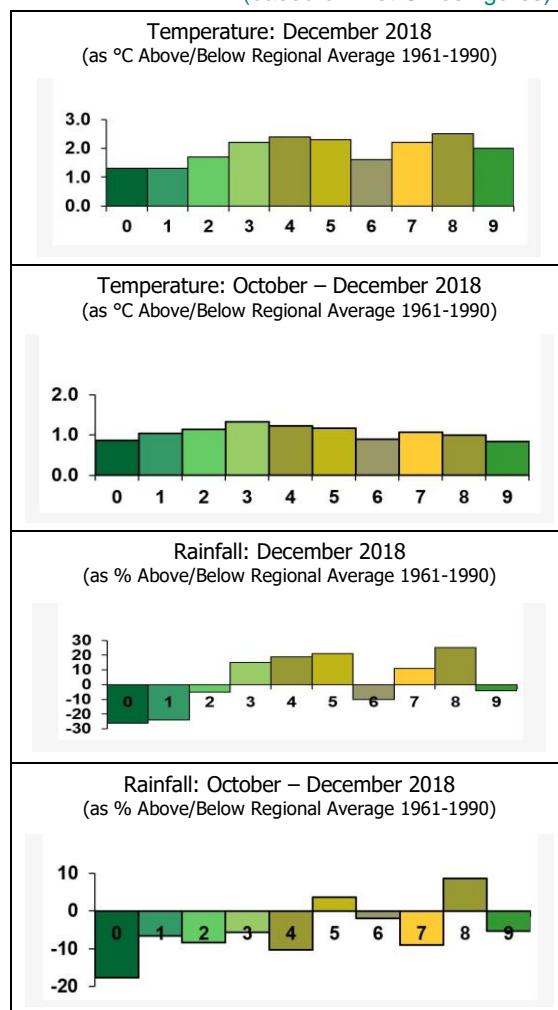 Temperature: December 2018
(as °C Above/Below Regional Average 1961-1990)
3.0
2.0
1.0
0.0
0 1 2 3 4 5 6 7 8 9
Temperature: October – December 2018
(as °C Above/Below Regional Average 1961-1990)
2.0
1.0
0.0
0 1 2 3 4 5 6 7 8 9
Rainfall: December 2018
(as % Above/Below Regional Average 1961-1990)
30
20
10
0
-10
-20
-30
0 1 2 3 4 5 6 7 8 9
Rainfall: October – December 2018
(as % Above/Below Regional Average 1961-1990)
10
0
-10
-20
0 1 2 3 4 5 6 7 8 9